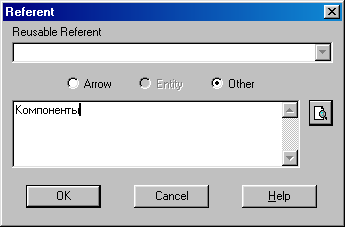 Referent
Reusable Referent
Arrow Entity Other
Компоненты
OK Cancel Help